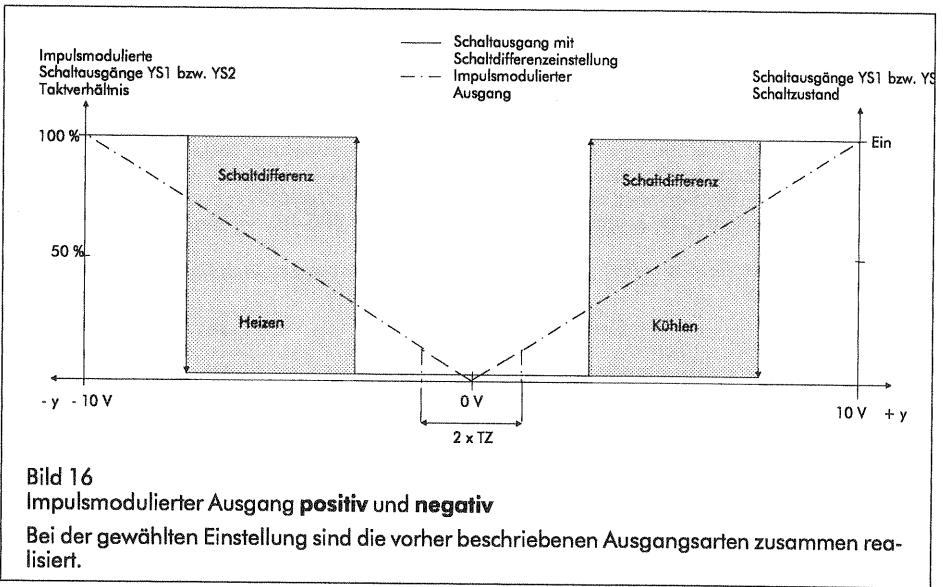 Impulsmodulierte
Schaltausgänge YS1 bzw. YS2
Taktverhältnis
Schaltausgang mit
Schaltdifferenzeinstellung
Impulsmodulierter
Ausgang
Schaltausgänge YS1 bzw. YS
Schaltzustand
100 %
Ein
Schaltdifferenz
Schaltdifferenz
50 %
Heizen
Kühlen
- y - 10 V
0 V
10 V + y
2 x TZ
Bild 16
Impulsmodulierter Ausgang positiv und negativ
Bei der gewählten Einstellung sind die vorher beschriebenen Ausgangsarten zusammen rea-
lisiert.